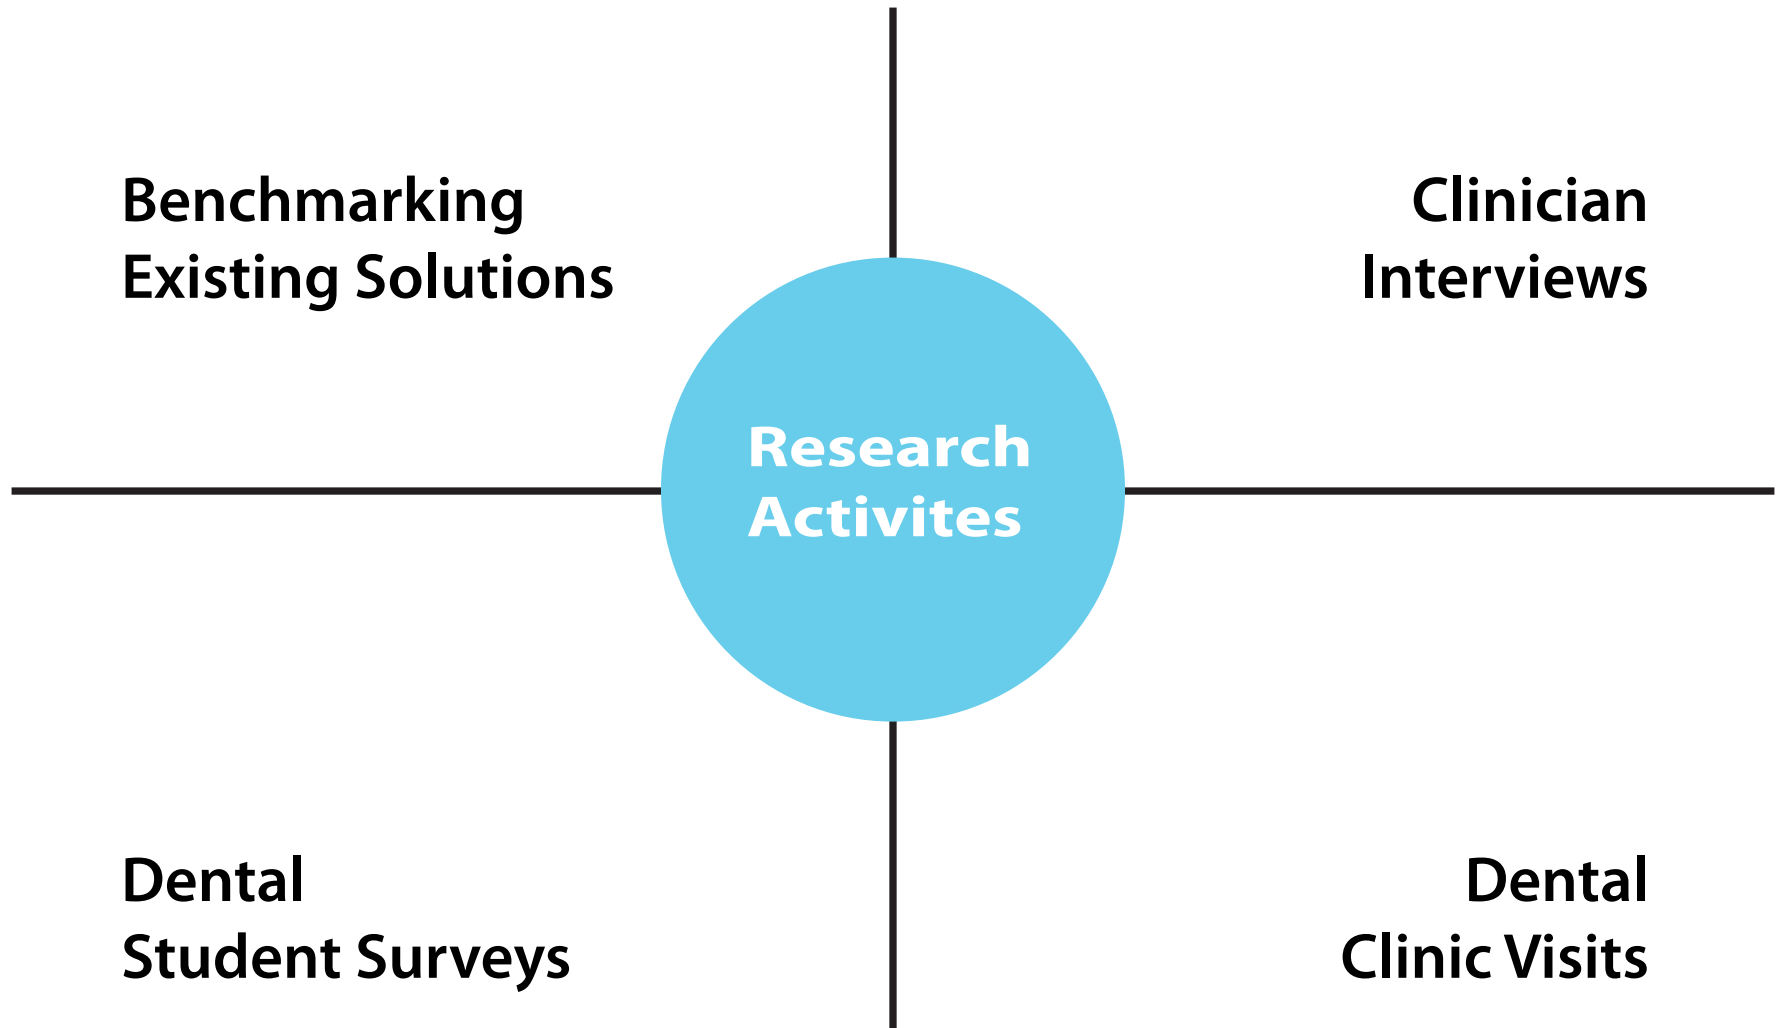 Benchmarking
Existing Solutions
Clinician
Interviews
Research
Activites
Dental
Student Surveys
Dental
Clinic Visits